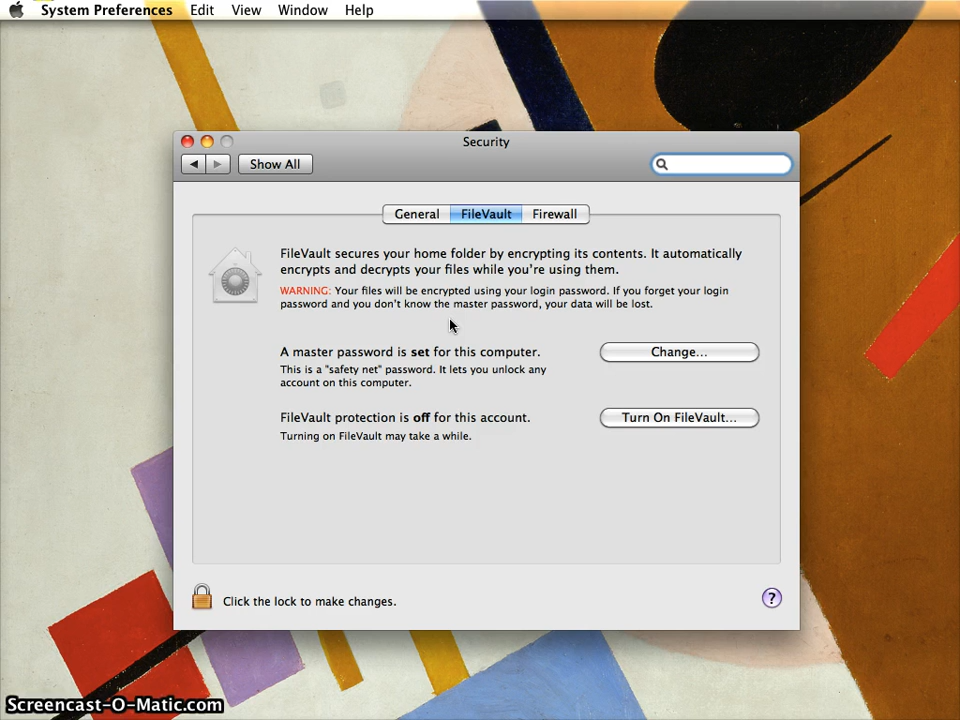 System Preferences Edit View Window Help
Security
Show All
General FileVault Firewall
FileVault secures your home folder by encrypting its contents. It automatically
encrypts and decrypts your files while you're using them.
WARNING: Your files will be encrypted using your login password. If you forget your login
password and you don't know the master password, your data will be lost.
A master password is set for this computer.
Change...
This is a "safety net" password. It lets you unlock any
account on this computer.
FileVault protection is off for this account.
Turn On FileVault...
Turning on FileVault may take a while.
Click the lock to make changes.
?
Screencast-O-Matic.com